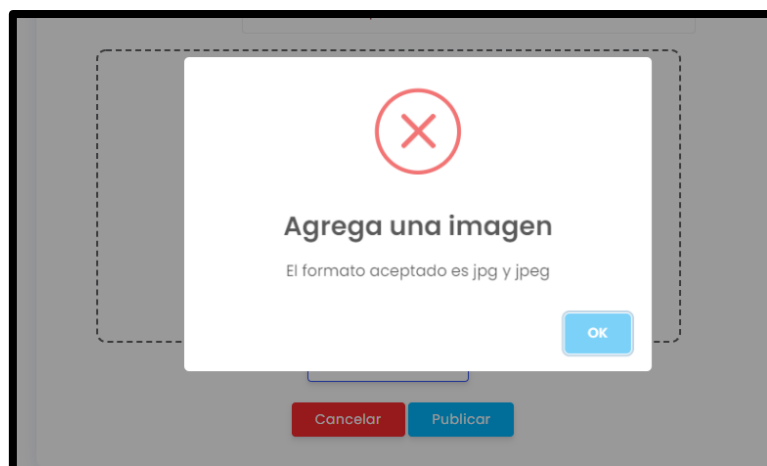 Agrega una imagen
El formato aceptado es jpg y jpeg
OK
Cancelar
Publicar